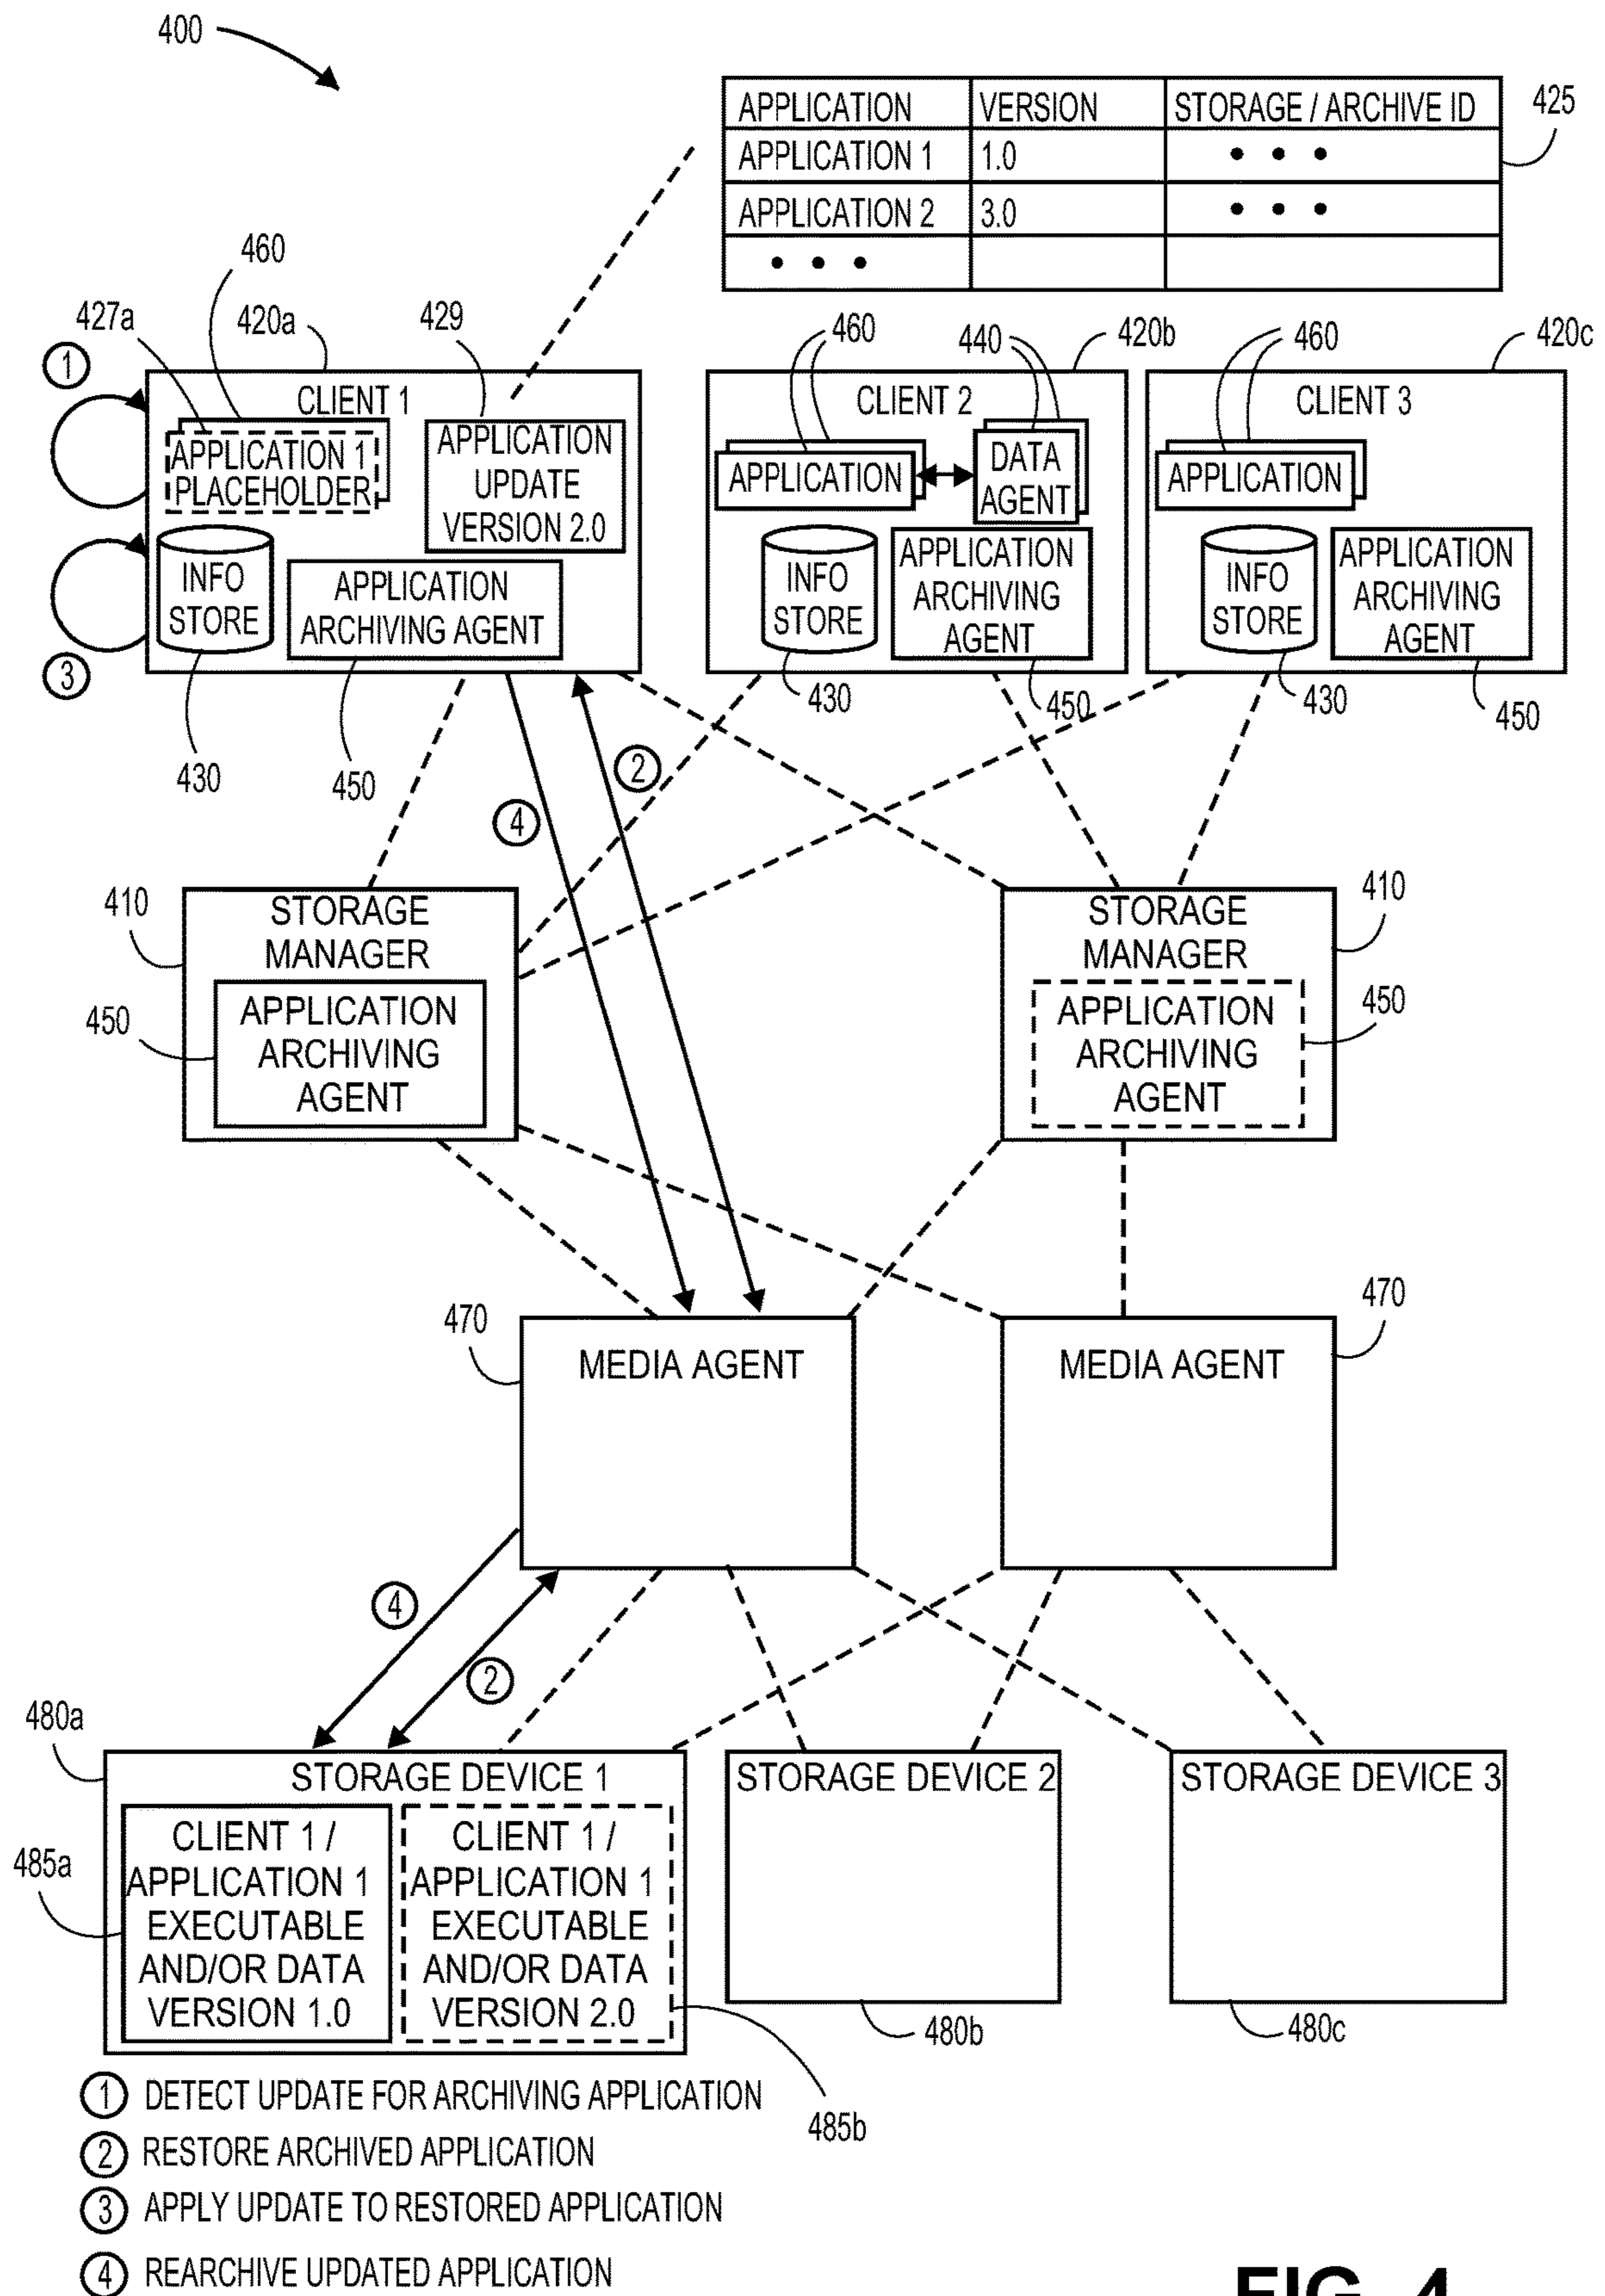 400
APPLICATION VERSION STORAGE / ARCHIVE ID 425
APPLICATION 1 1.0 • • •
APPLICATION 2 3.0 • • •
• • •
460
427a 420a 429 460 440 420b 460 420c
1
CLIENT 1
APPLICATION 1
PLACEHOLDER
APPLICATION
UPDATE
VERSION 2.0
INFO
STORE
APPLICATION
ARCHIVING AGENT
3
430
450
CLIENT 2
APPLICATION
DATA
AGENT
INFO
STORE
APPLICATION
ARCHIVING
AGENT
430
450
CLIENT 3
APPLICATION
INFO
STORE
APPLICATION
ARCHIVING
AGENT
430
450
2
4
410
STORAGE
MANAGER
450
APPLICATION
ARCHIVING
AGENT
STORAGE
MANAGER
410
APPLICATION
ARCHIVING
AGENT
450
470
MEDIA AGENT
MEDIA AGENT
470
4
2
480a
STORAGE DEVICE 1
485a
CLIENT 1 /
APPLICATION 1
EXECUTABLE
AND/OR DATA
VERSION 1.0
CLIENT 1 /
APPLICATION 1
EXECUTABLE
AND/OR DATA
VERSION 2.0
STORAGE DEVICE 2
480b
STORAGE DEVICE 3
480c
485b
1 DETECT UPDATE FOR ARCHIVING APPLICATION
2 RESTORE ARCHIVED APPLICATION
3 APPLY UPDATE TO RESTORED APPLICATION
4 REARCHIVE UPDATED APPLICATION
FIG. 4